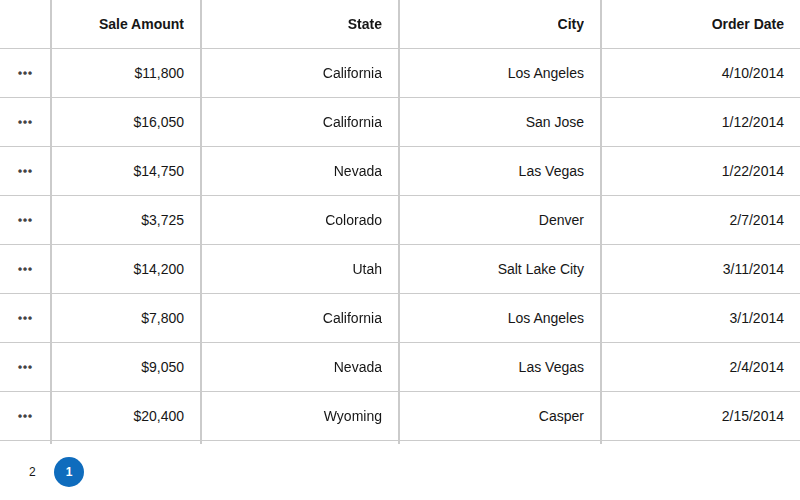 Sale Amount State City Order Date
••• $11,800 California Los Angeles 4/10/2014
••• $16,050 California San Jose 1/12/2014
••• $14,750 Nevada Las Vegas 1/22/2014
••• $3,725 Colorado Denver 2/7/2014
••• $14,200 Utah Salt Lake City 3/11/2014
••• $7,800 California Los Angeles 3/1/2014
••• $9,050 Nevada Las Vegas 2/4/2014
••• $20,400 Wyoming Casper 2/15/2014
2 1